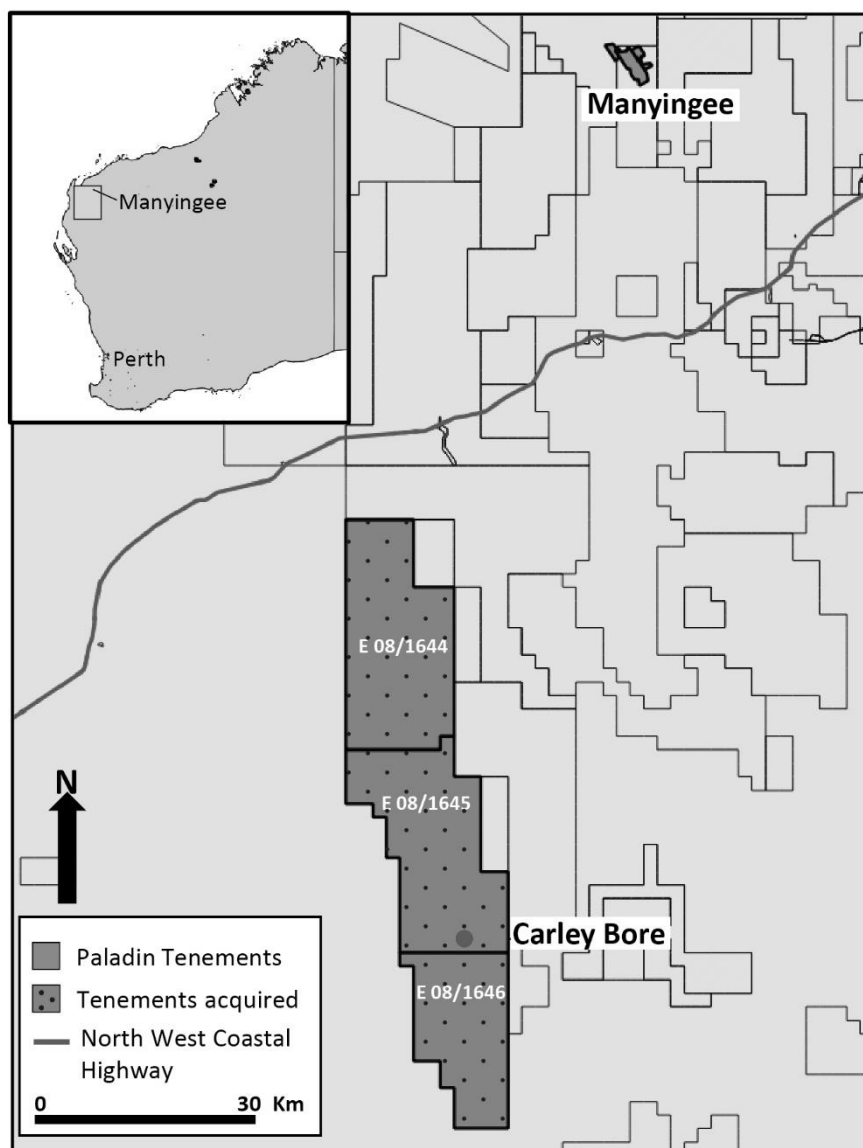 Manyingee
Manyingee
Perth
E 08/1644
N
E 08/1645
Carley Bore
E 08/1646
Paladin Tenements
Tenements acquired
North West Coastal
Highway
0 30 Km